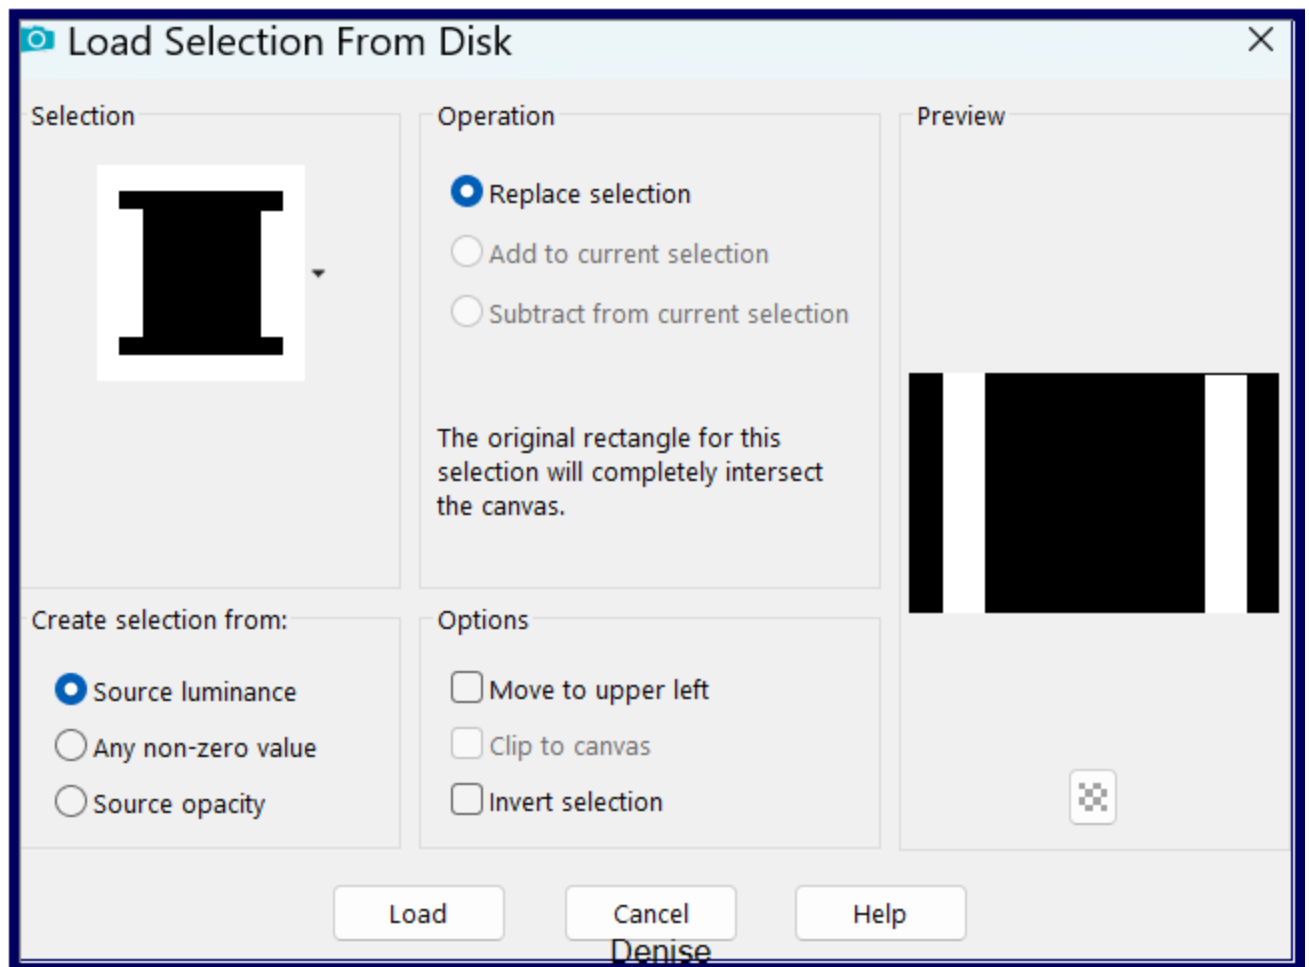 Load Selection From Disk
Selection
Operation
Preview
Replace selection
Add to current selection
Subtract from current selection
The original rectangle for this
selection will completely intersect
the canvas.
Create selection from:
Source luminance
Any non-zero value
Source opacity
Options
Move to upper left
Clip to canvas
Invert selection
Load
Cancel
Help
Denise